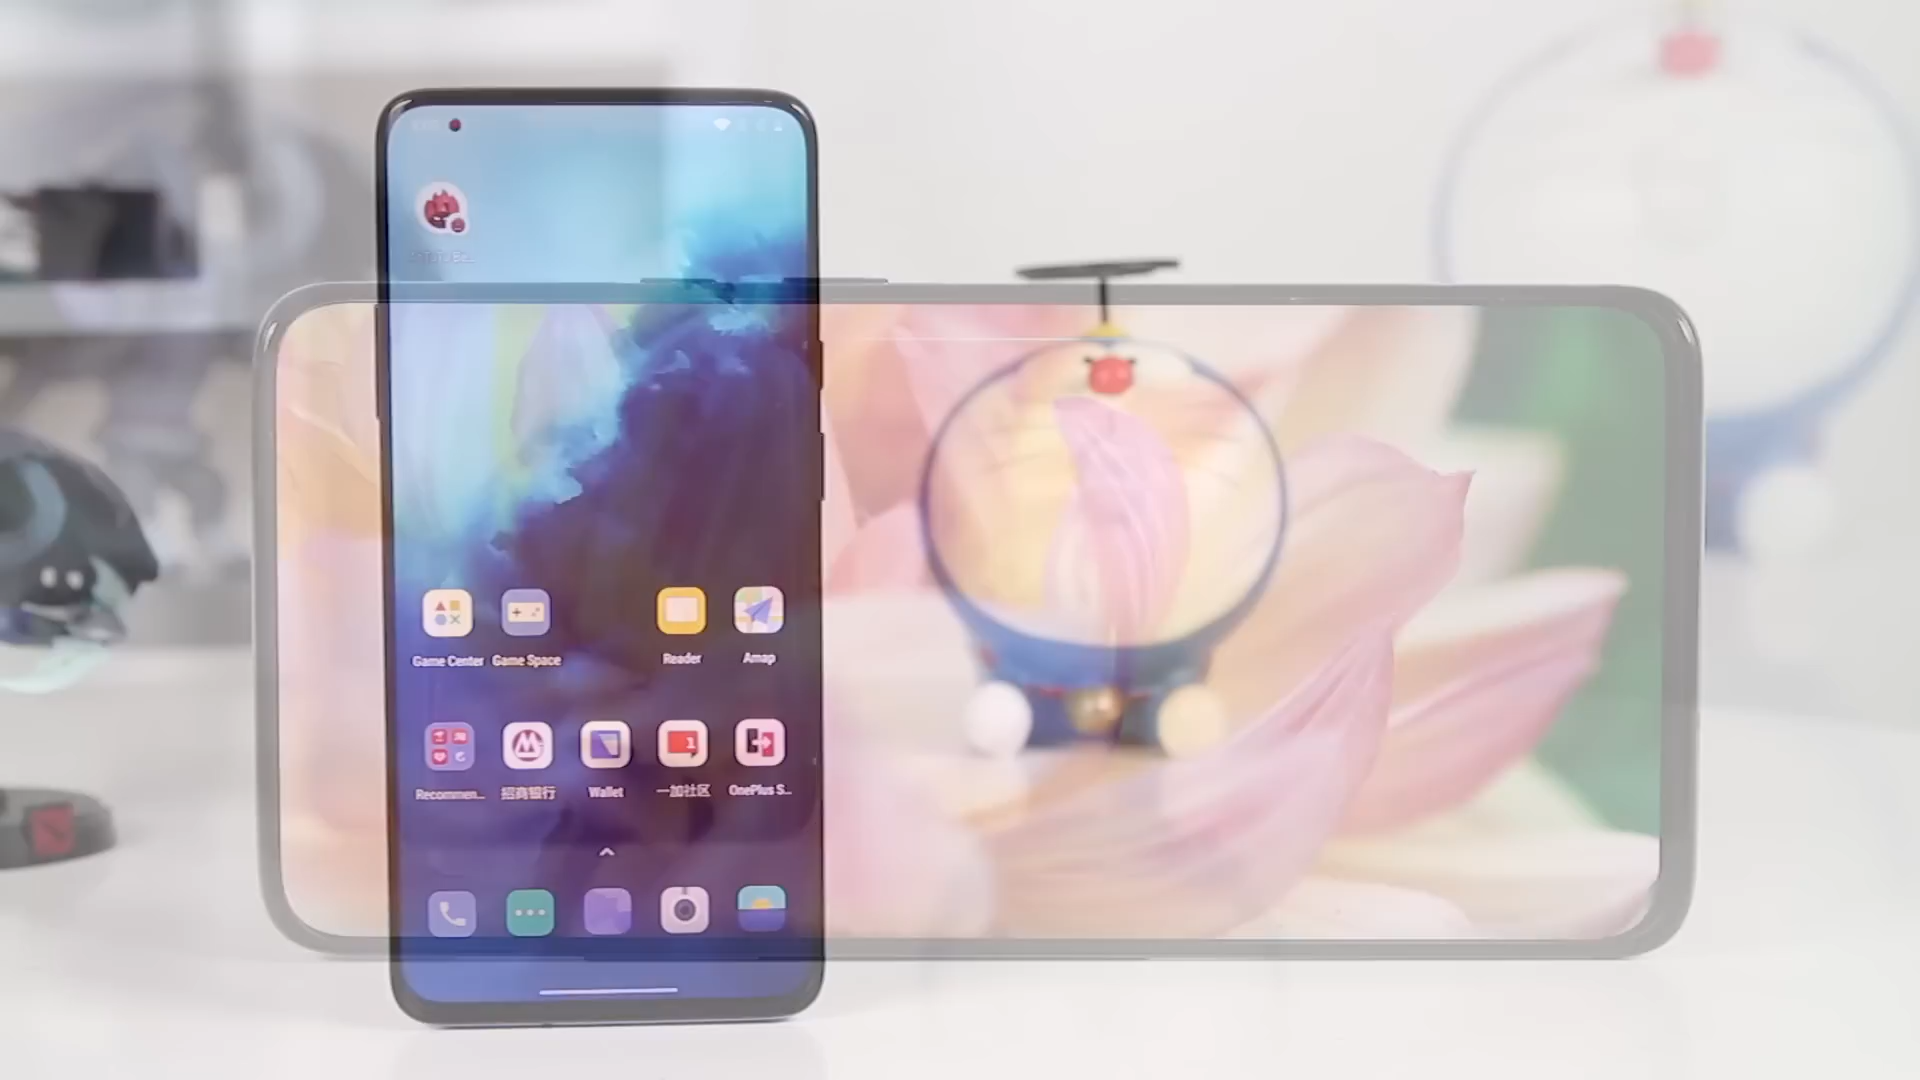 Game Center Game Space Reader Amap
Recommen... 招商银行 Wallet 一加社区 OnePlus S...